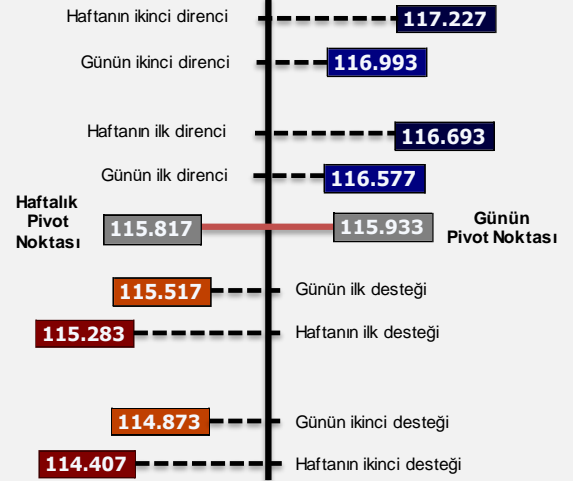 Haftanın ikinci direnci 117.227
Günün ikinci direnci 116.993
Haftanın ilk direnci 116.693
Günün ilk direnci 116.577
Haftalık
Pivot
Noktası
115.817 115.933
Günün
Pivot Noktası
115.517 Günün ilk desteği
115.283 Haftanın ilk desteği
114.873 Günün ikinci desteği
114.407 Haftanın ikinci desteği